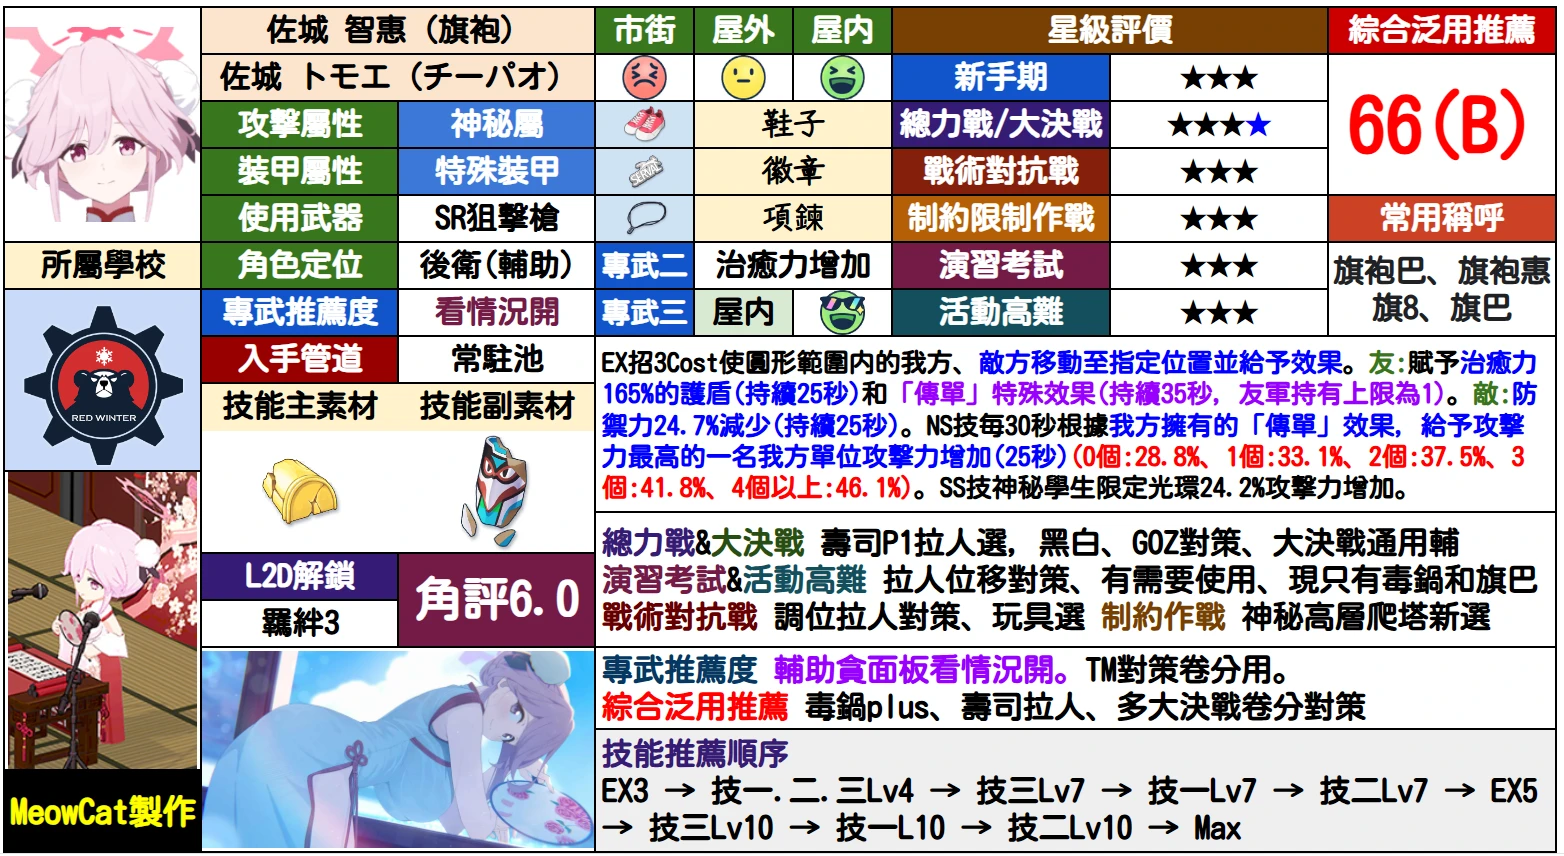 佐城 智惠 (旗袍)
市街
屋外
屋內
星級評價
綜合泛用推薦
佐城 トモエ (チーパオ)
新手期
★★★
66(B)
攻擊屬性
神秘屬
鞋子
總力戰/大決戰
★★★★
裝甲屬性
特殊裝甲
SERVAL
徽章
戰術對抗戰
★★★
使用武器
SR狙擊槍
項鍊
制約限制作戰
★★★
常用稱呼
所屬學校
角色定位
後衛(輔助)
專武二
治癒力增加
演習考試
★★★
旗袍巴、旗袍惠
旗8、旗巴
專武推薦度
看情況開
專武三
屋內
活動高難
★★★
RED WINTER
入手管道
常駐池
技能主素材
技能副素材
EX招3Cost使圓形範圍內的我方、敵方移動至指定位置並給予效果。友:賦予治癒力
165%的護盾(持續25秒)和「傳單」特殊效果(持續35秒, 友軍持有上限為1)。敵:防
禦力24.7%減少(持續25秒)。NS技每30秒根據我方擁有的「傳單」效果, 給予攻擊
力最高的一名我方單位攻擊力增加(25秒)(0個:28.8%、1個:33.1%、2個:37.5%、3
個:41.8%、4個以上:46.1%)。SS技神秘學生限定光環24.2%攻擊力增加。
總力戰&大決戰 壽司P1拉人選, 黑白、GOZ對策、大決戰通用輔
演習考試&活動高難 拉人位移對策、有需要使用、現只有毒鍋和旗巴
戰術對抗戰 調位拉人對策、玩具選 制約作戰 神秘高層爬塔新選
L2D解鎖
羈絆3
角評6.0
專武推薦度 輔助貪面板看情況開。TM對策卷分用。
綜合泛用推薦 毒鍋plus、壽司拉人、多大決戰卷分對策
技能推薦順序
EX3 → 技一.二.三Lv4 → 技三Lv7 → 技一Lv7 → 技二Lv7 → EX5
→ 技三Lv10 → 技一L10 → 技二Lv10 → Max
MeowCat製作